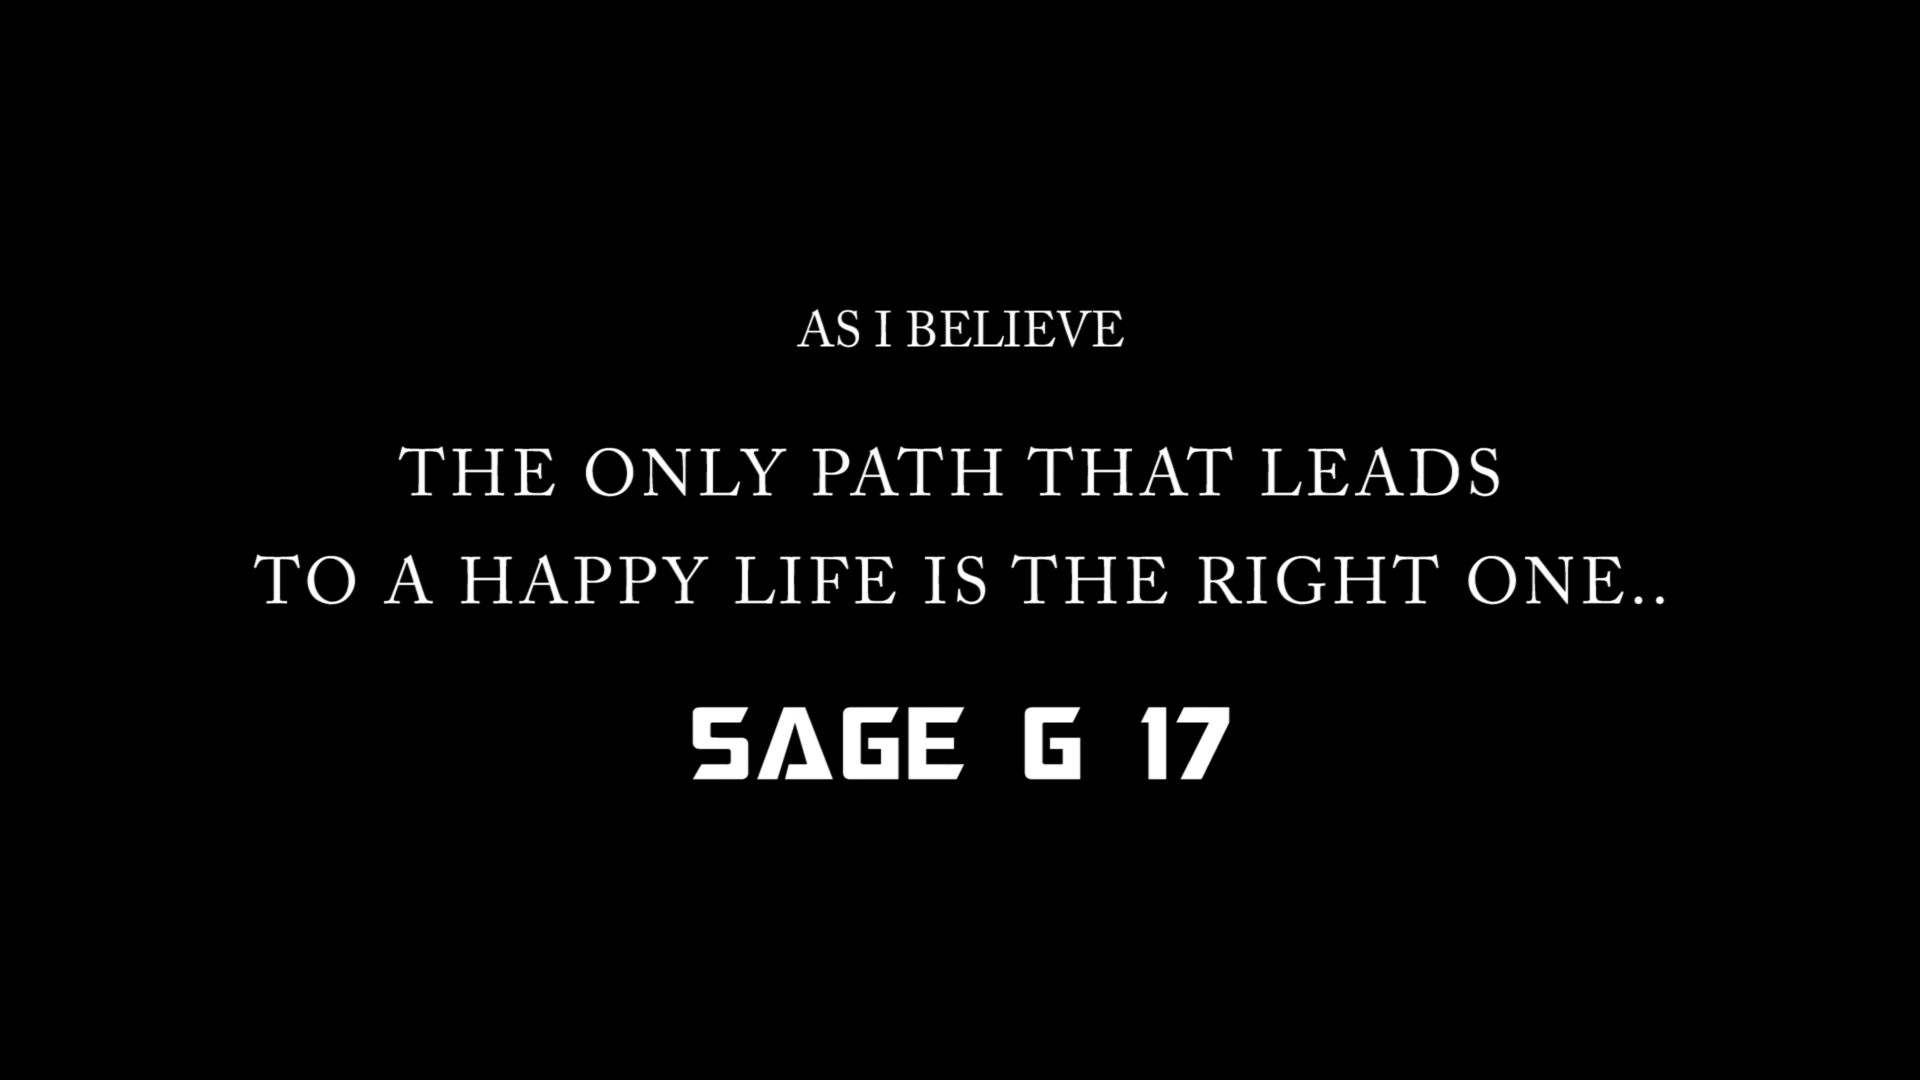 AS I BELIEVE
THE ONLY PATH THAT LEADS
TO A HAPPY LIFE IS THE RIGHT ONE..
SAGE G 17